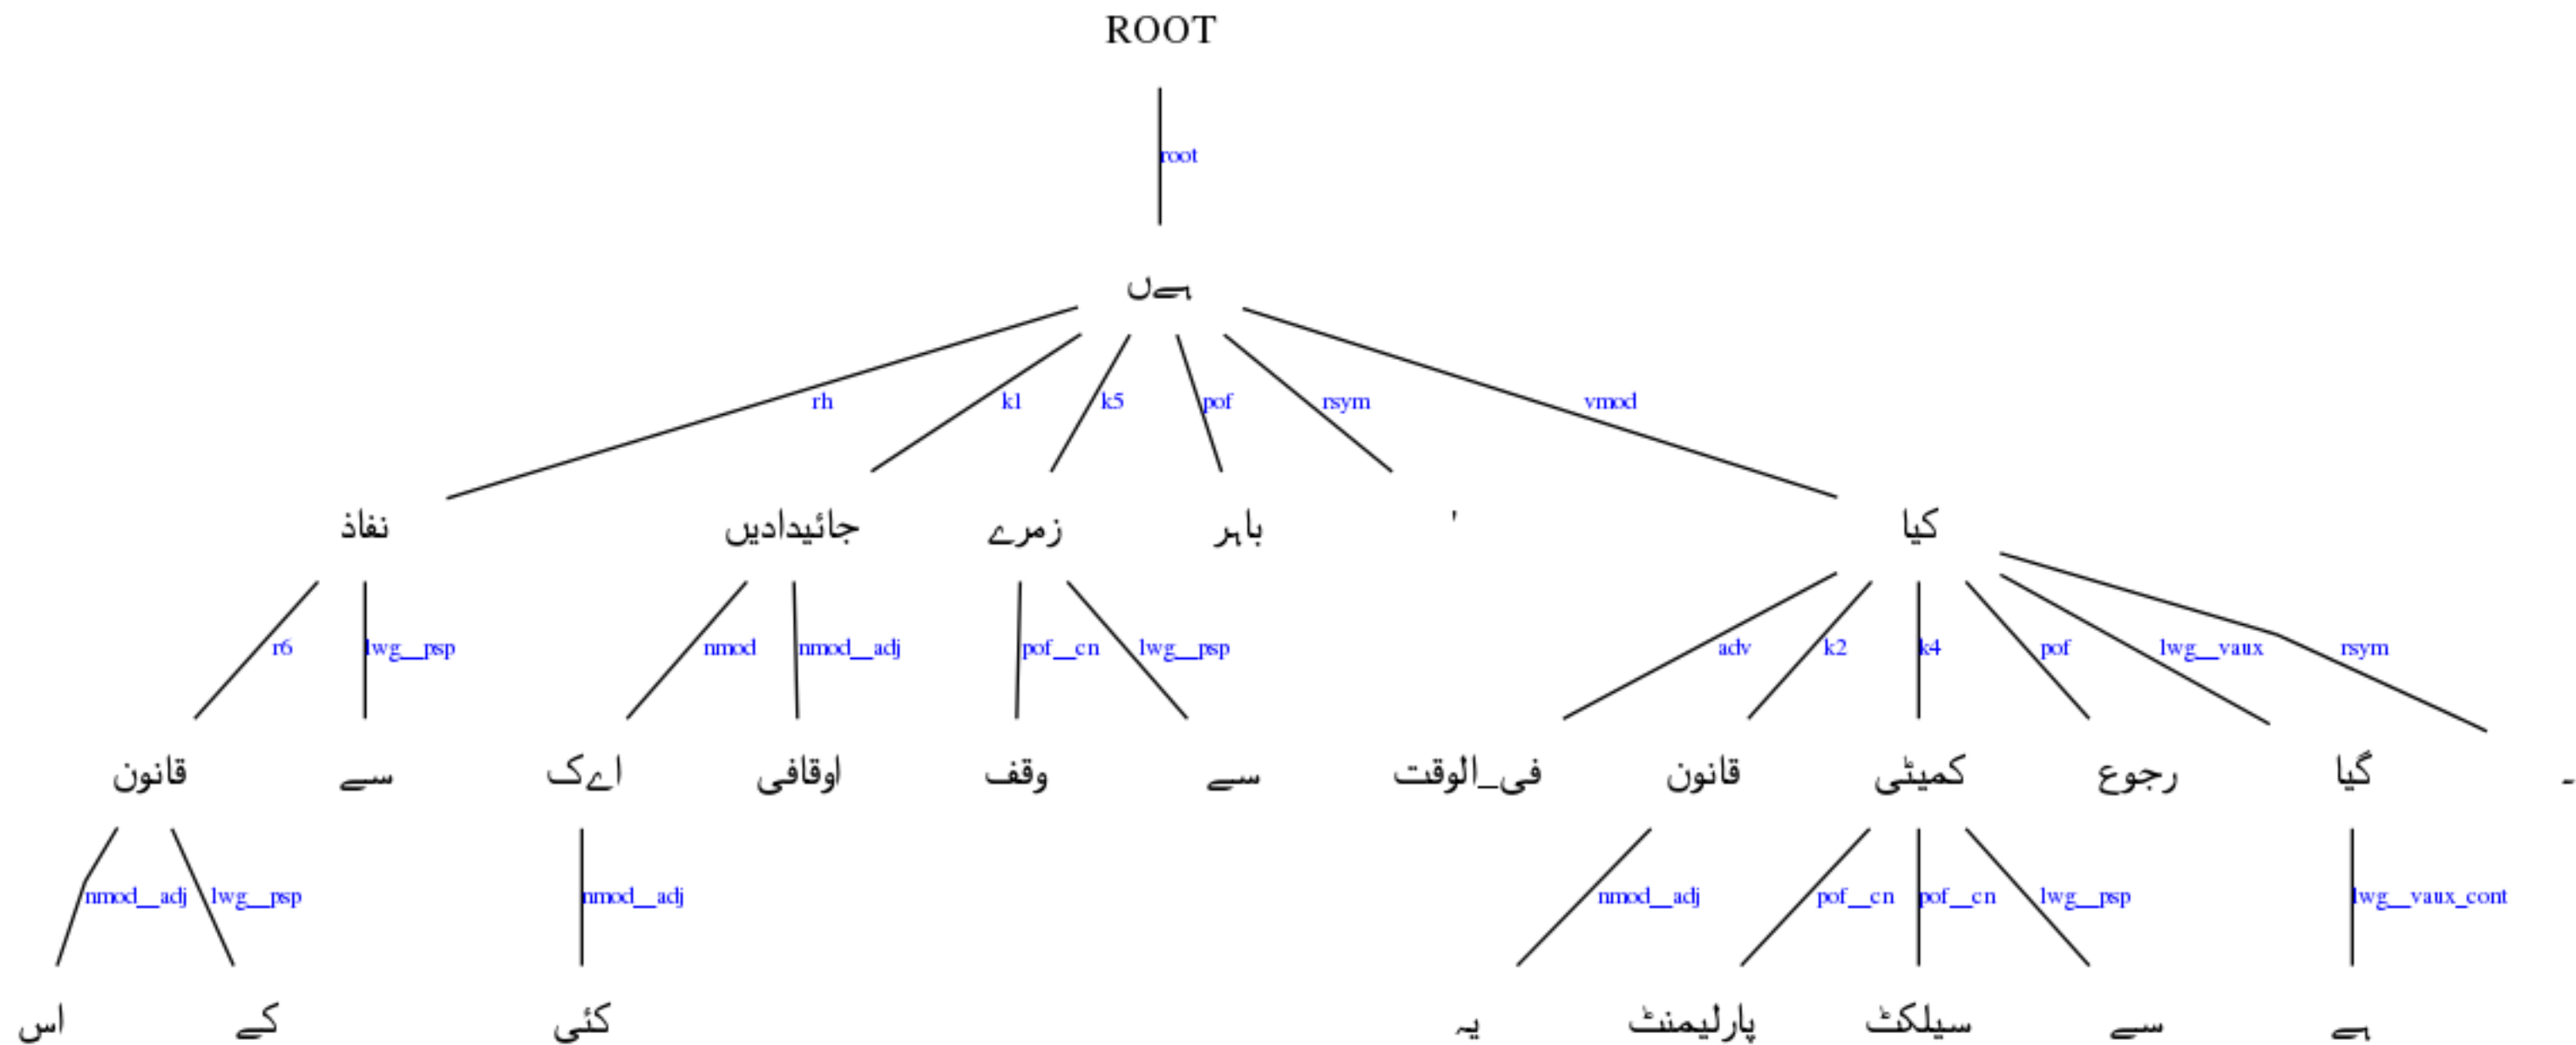 ROOT
root
ہےں
rh k1 k5 pof rsym vmod
نفاذ جائیدادیں زمرے باہر ' کیا
r6 lwg__psp nmod nmod__adj pof__cn lwg__psp adv k2 k4 pof lwg__vaux rsym
قانون سے اےک اوقافی وقف سے فی_الوقت قانون کمیٹی رجوع گیا ۔
nmod__adj lwg__psp nmod__adj nmod__adj pof__cn pof__cn lwg__psp lwg__vaux_cont
اس کے کئی یہ پارلیمنٹ سیلکٹ سے ہے